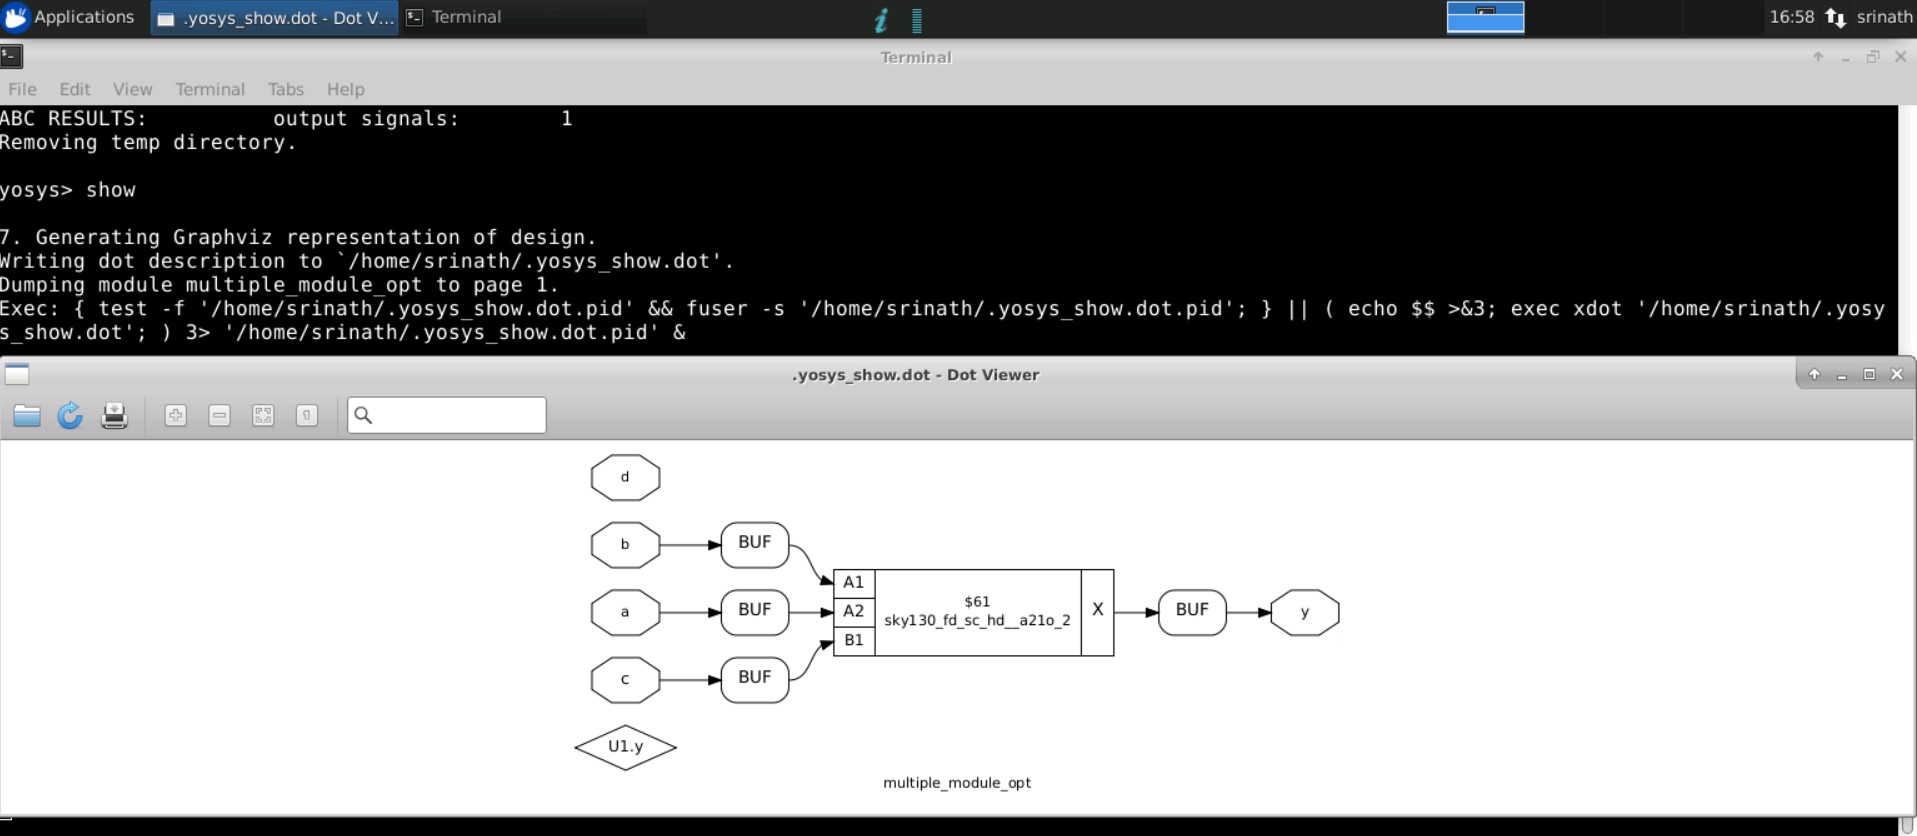 Applications .yosys_show.dot - Dot V... Terminal 16:58 srinath
Terminal
File Edit View Terminal Tabs Help
ABC RESULTS: output signals: 1
Removing temp directory.
yosys> show
7. Generating Graphviz representation of design.
Writing dot description to `/home/srinath/.yosys_show.dot'.
Dumping module multiple_module_opt to page 1.
Exec: { test -f '/home/srinath/.yosys_show.dot.pid' && fuser -s '/home/srinath/.yosys_show.dot.pid'; } || ( echo $$ >&3; exec xdot '/home/srinath/.yosy
s_show.dot'; ) 3> '/home/srinath/.yosys_show.dot.pid' &
.yosys_show.dot - Dot Viewer
d
b BUF
A1
a BUF A2 $61 X BUF y
sky130_fd_sc_hd__a21o_2
B1
c BUF
U1.y
multiple_module_opt